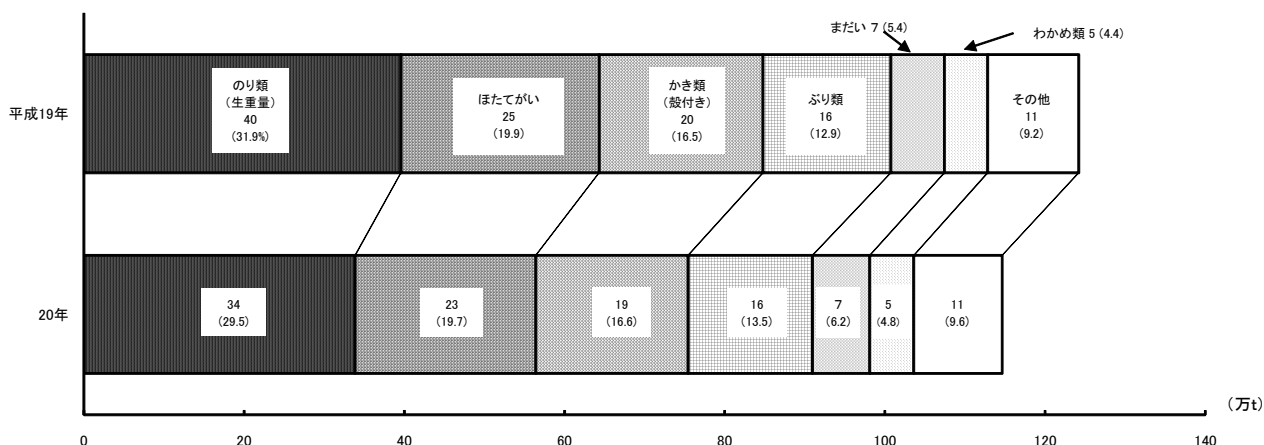 まだい 7 (5.4)
わかめ類 5 (4.4)
平成19年
のり類
（生重量）
40
（31.9%）
ほたてがい
25
（19.9）
かき類
（殻付き）
20
（16.5）
ぶり類
16
（12.9）
その他
11
（9.2）
20年
34
（29.5）
23
（19.7）
19
（16.6）
16
（13.5）
7
（6.2）
5
（4.8）
11
（9.6）
（万t）
0 20 40 60 80 100 120 140